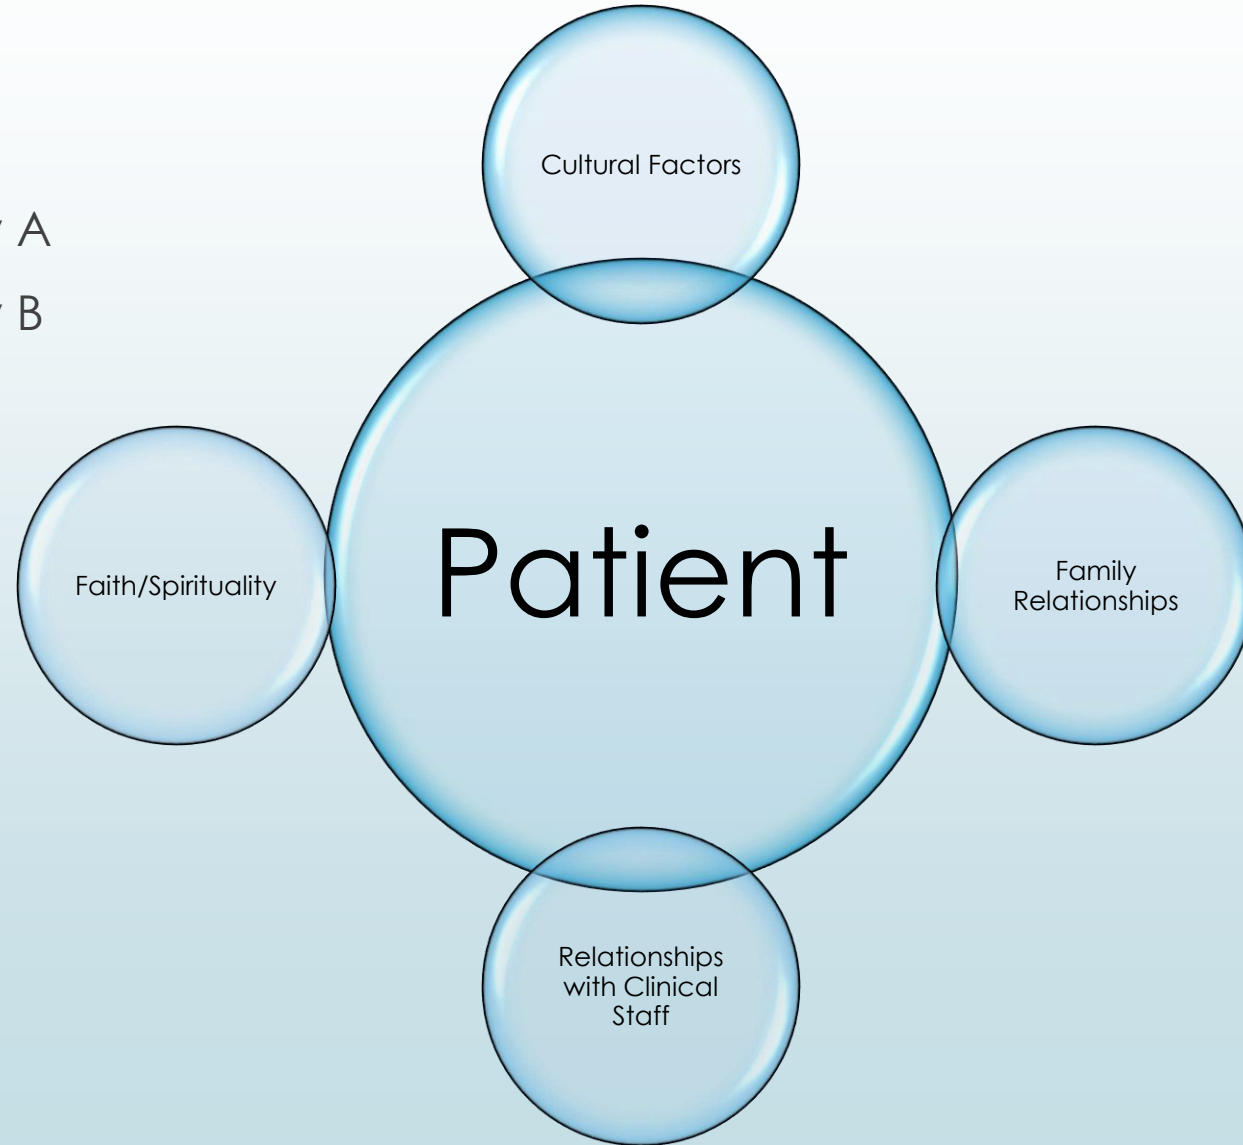 Cultural Factors
A
B
Patient
Faith/Spirituality
Family
Relationships
Relationships
with Clinical
Staff